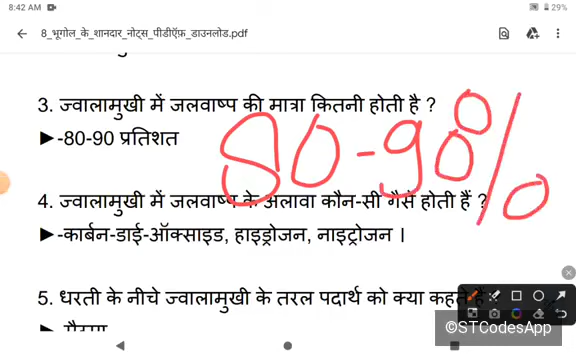 8:42 AM
29%
8_भूगोल_के_शानदार_नोट्स_पीडीऍफ़_डाउनलोड.pdf
3. ज्वालामुखी में जलवाष्प की मात्रा कितनी होती है ?
►-80-90 प्रतिशत
80-90%
4. ज्वालामुखी में जलवाष्प के अलावा कौन-सी गैसें होती हैं ?
►-कार्बन-डाई-ऑक्साइड, हाइड्रोजन, नाइट्रोजन ।
5. धरती के नीचे ज्वालामुखी के तरल पदार्थ को क्या कहते हैं
©STCodesApp